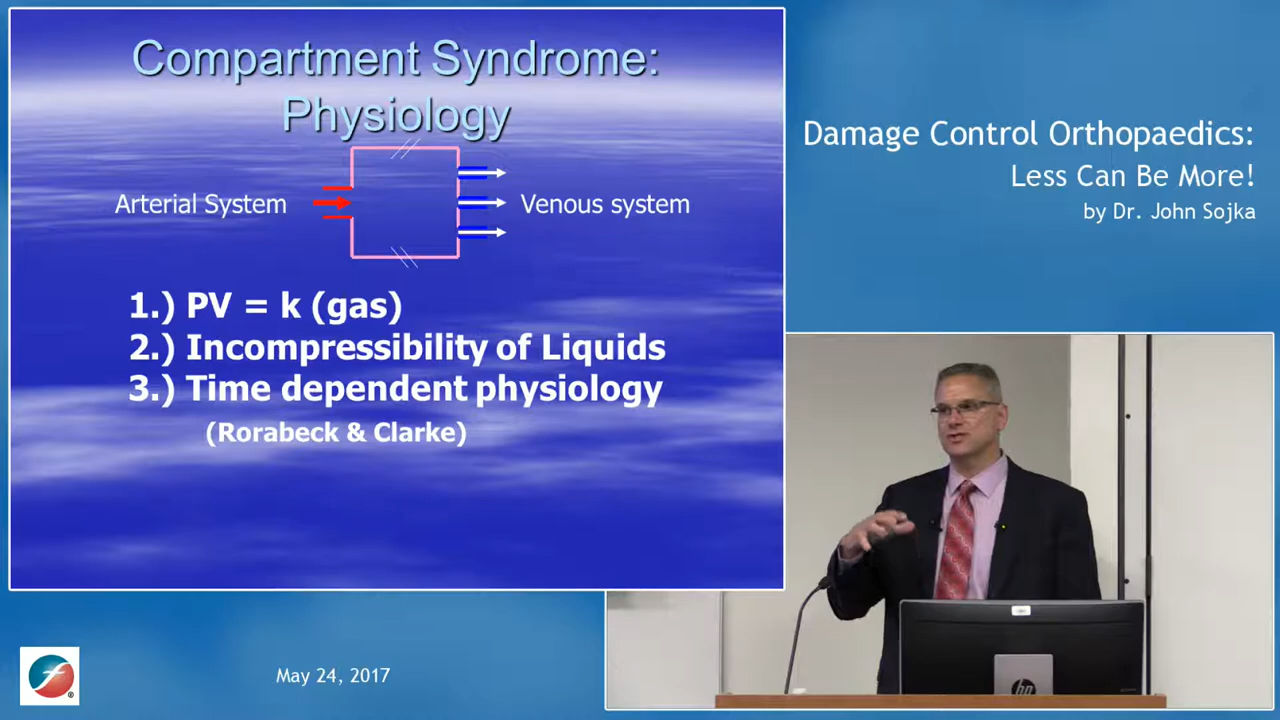 Compartment Syndrome:
Physiology
Arterial System
Venous system
1.) PV = k (gas)
2.) Incompressibility of Liquids
3.) Time dependent physiology
(Rorabeck & Clarke)
Damage Control Orthopaedics:
Less Can Be More!
by Dr. John Sojka
May 24, 2017
f
®
hp